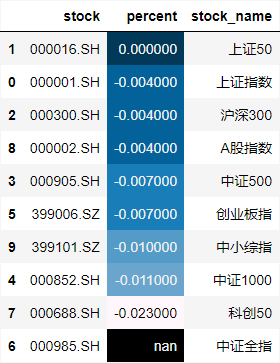 stock percent stock_name
1 000016.SH 0.000000 上证50
0 000001.SH -0.004000 上证指数
2 000300.SH -0.004000 沪深300
8 000002.SH -0.004000 A股指数
3 000905.SH -0.007000 中证500
5 399006.SZ -0.007000 创业板指
9 399101.SZ -0.010000 中小综指
4 000852.SH -0.011000 中证1000
7 000688.SH -0.023000 科创50
6 000985.SH nan 中证全指